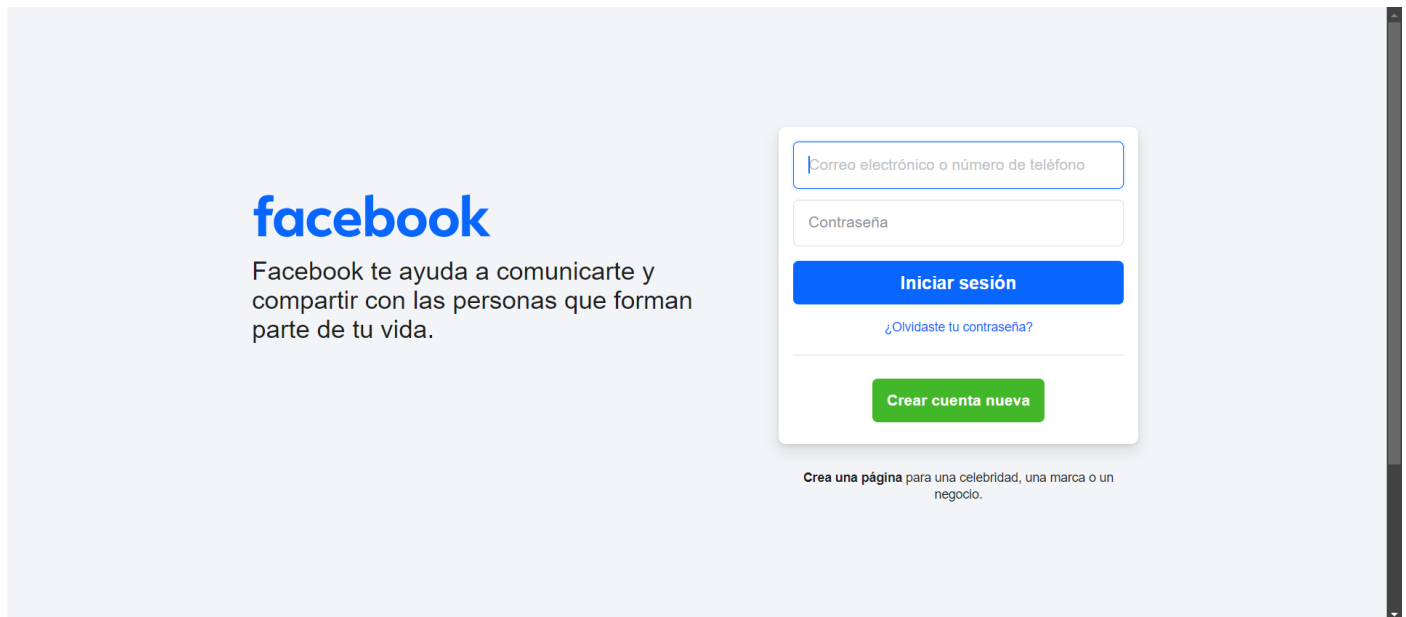 facebook
Facebook te ayuda a comunicarte y
compartir con las personas que forman
parte de tu vida.
Correo electrónico o número de teléfono
Contraseña
Iniciar sesión
¿Olvidaste tu contraseña?
Crear cuenta nueva
Crea una página para una celebridad, una marca o un
negocio.